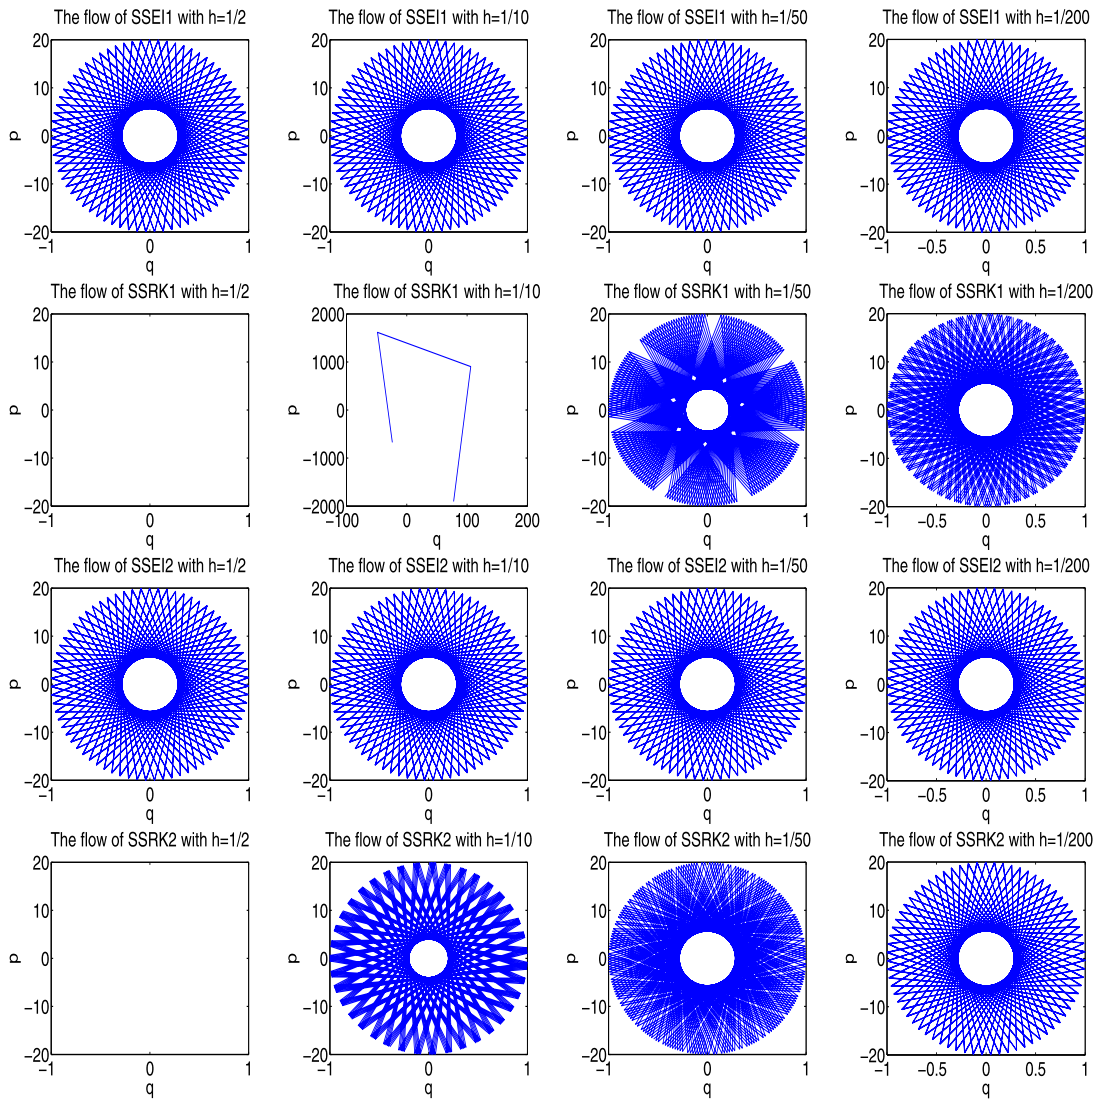 The flow of SSEI1 with h=1/2
The flow of SSEI1 with h=1/10
The flow of SSEI1 with h=1/50
The flow of SSEI1 with h=1/200
20 20 20 20
10 10 10 10
p 0 p 0 p 0 p 0
−10 −10 −10 −10
−20 −20 −20 −20
−1 0 1 −1 0 1 −1 0 1 −1 −0.5 0 0.5 1
q q q q
The flow of SSRK1 with h=1/2
The flow of SSRK1 with h=1/10
The flow of SSRK1 with h=1/50
The flow of SSRK1 with h=1/200
20 2000 20 20
10 1000 10 10
p 0 p 0 p 0 p 0
−10 −1000 −10 −10
−20 −2000 −20 −20
−1 0 1 −100 0 100 200 −1 0 1 −1 −0.5 0 0.5 1
q q q q
The flow of SSEI2 with h=1/2
The flow of SSEI2 with h=1/10
The flow of SSEI2 with h=1/50
The flow of SSEI2 with h=1/200
20 20 20 20
10 10 10 10
p 0 p 0 p 0 p 0
−10 −10 −10 −10
−20 −20 −20 −20
−1 0 1 −1 0 1 −1 0 1 −1 −0.5 0 0.5 1
q q q q
The flow of SSRK2 with h=1/2
The flow of SSRK2 with h=1/10
The flow of SSRK2 with h=1/50
The flow of SSRK2 with h=1/200
20 20 20 20
10 10 10 10
p 0 p 0 p 0 p 0
−10 −10 −10 −10
−20 −20 −20 −20
−1 0 1 −1 0 1 −1 0 1 −1 −0.5 0 0.5 1
q q q q